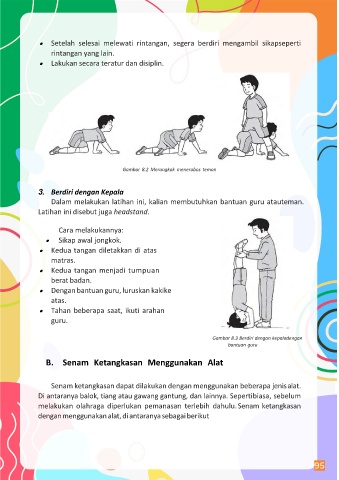 • Setelah selesai melewati rintangan, segera berdiri mengambil sikapseperti
rintangan yang lain.
• Lakukan secara teratur dan disiplin.
Gambar 8.2 Merangkak menerobos teman
3. Berdiri dengan Kepala
Dalam melakukan latihan ini, kalian membutuhkan bantuan guru atauteman.
Latihan ini disebut juga headstand.
Cara melakukannya:
• Sikap awal jongkok.
• Kedua tangan diletakkan di atas
matras.
• Kedua tangan menjadi tumpuan
berat badan.
• Dengan bantuan guru, luruskan kakike
atas.
• Tahan beberapa saat, ikuti arahan
guru.
Gambar 8.3 Berdiri dengan kepaladengan
bantuan guru
B. Senam Ketangkasan Menggunakan Alat
Senam ketangkasan dapat dilakukan dengan menggunakan beberapa jenis alat.
Di antaranya balok, tiang atau gawang gantung, dan lainnya. Sepertibiasa, sebelum
melakukan olahraga diperlukan pemanasan terlebih dahulu. Senam ketangkasan
dengan menggunakan alat, di antaranya sebagai berikut
95